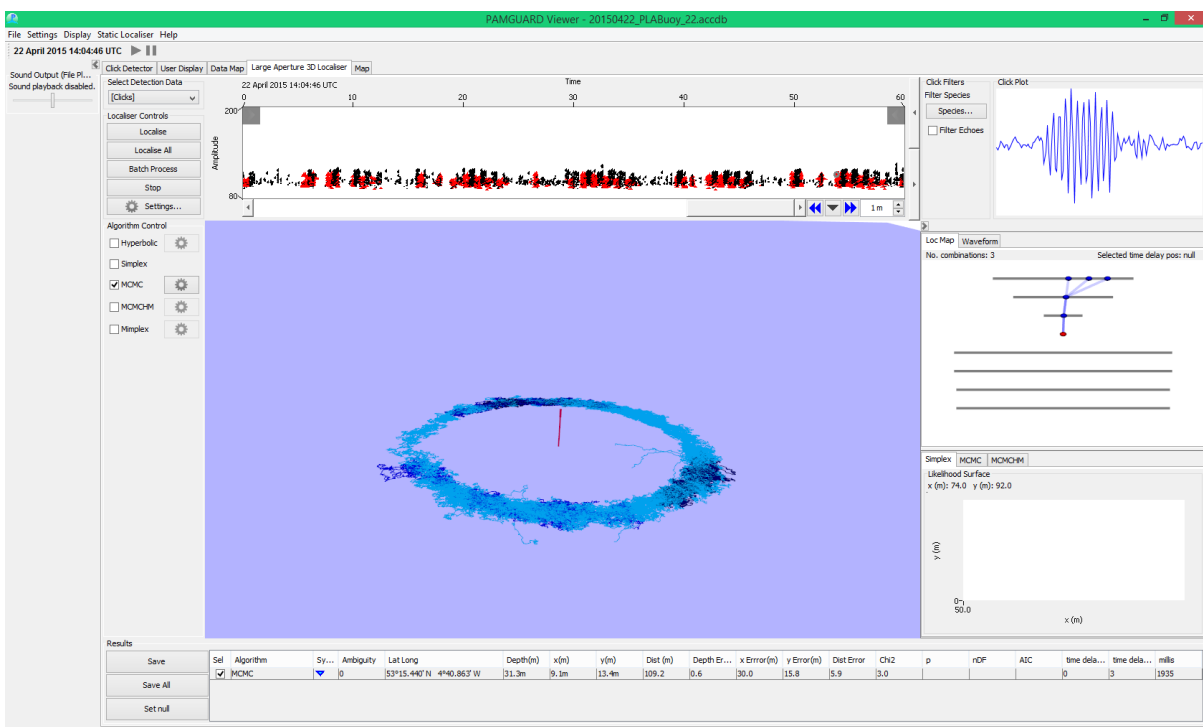 PAMGUARD Viewer - 20150422_PLABuoy_22.accdb
File Settings Display Static Localiser Help
22 April 2015 14:04:46 UTC
Sound Output (File Pl...
Sound playback disabled.
Click Detector User Display Data Map Large Aperture 3D Localiser Map
Select Detection Data
[Clicks]
Localiser Controls
Localise
Localise All
Batch Process
Stop
Settings...
Algorithm Control
Hyperbolic
Simplex
MCMC
MCMCHM
Mimplex
22 April 2015 14:04:46 UTC
Time
0 10 20 30 40 50 60
200
Amplitude
80
1 m
Click Filters
Filter Species
Species...
Filter Echoes
Click Plot
Loc Map Waveform
No. combinations: 3 Selected time delay pos: null
Simplex MCMC MCMCHM
Likelihood Surface
x (m): 74.0 y (m): 92.0
y (m)
0
50.0
x (m)
Results
Save
Save All
Set null
Sel Algorithm Sy... Ambiguity Lat Long Depth(m) x(m) y(m) Dist (m) Depth Er... x Errror(m) y Error(m) Dist Error Chi2 p nDF AIC time dela... time dela... millis
MCMC 0 53°15.440' N 4°40.863' W 31.3m 9.1m 13.4m 109.2 0.6 30.0 15.8 5.9 3.0 0 3 1935